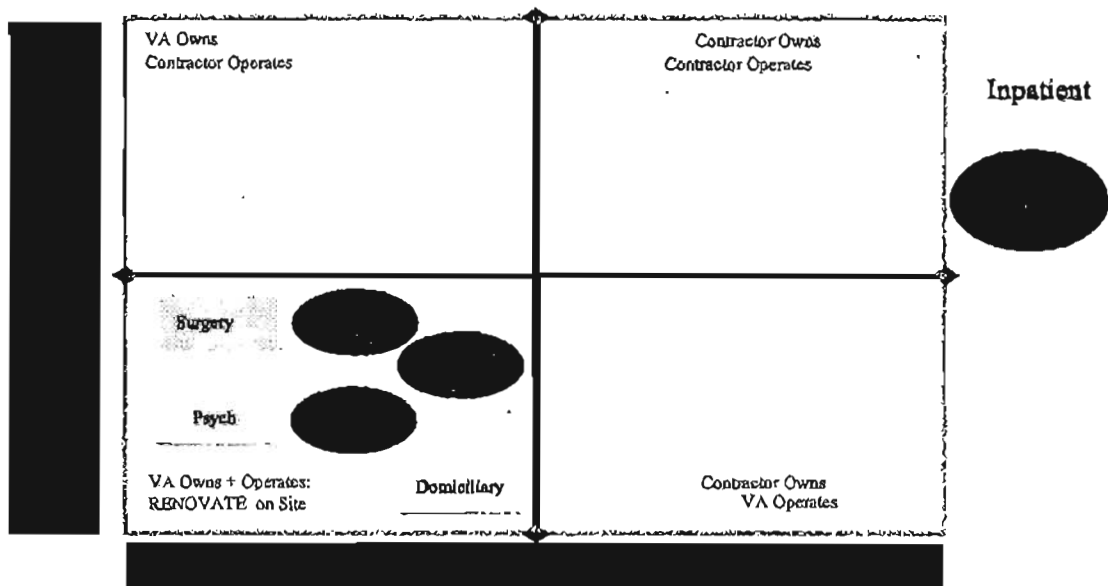 VA Owns
Contractor Operates
Contractor Owns
Contractor Operates
Inpatient
Surgery
Psych
VA Owns + Operates:
RENOVATE on Site
Domiciliary
Contractor Owns
VA Operates